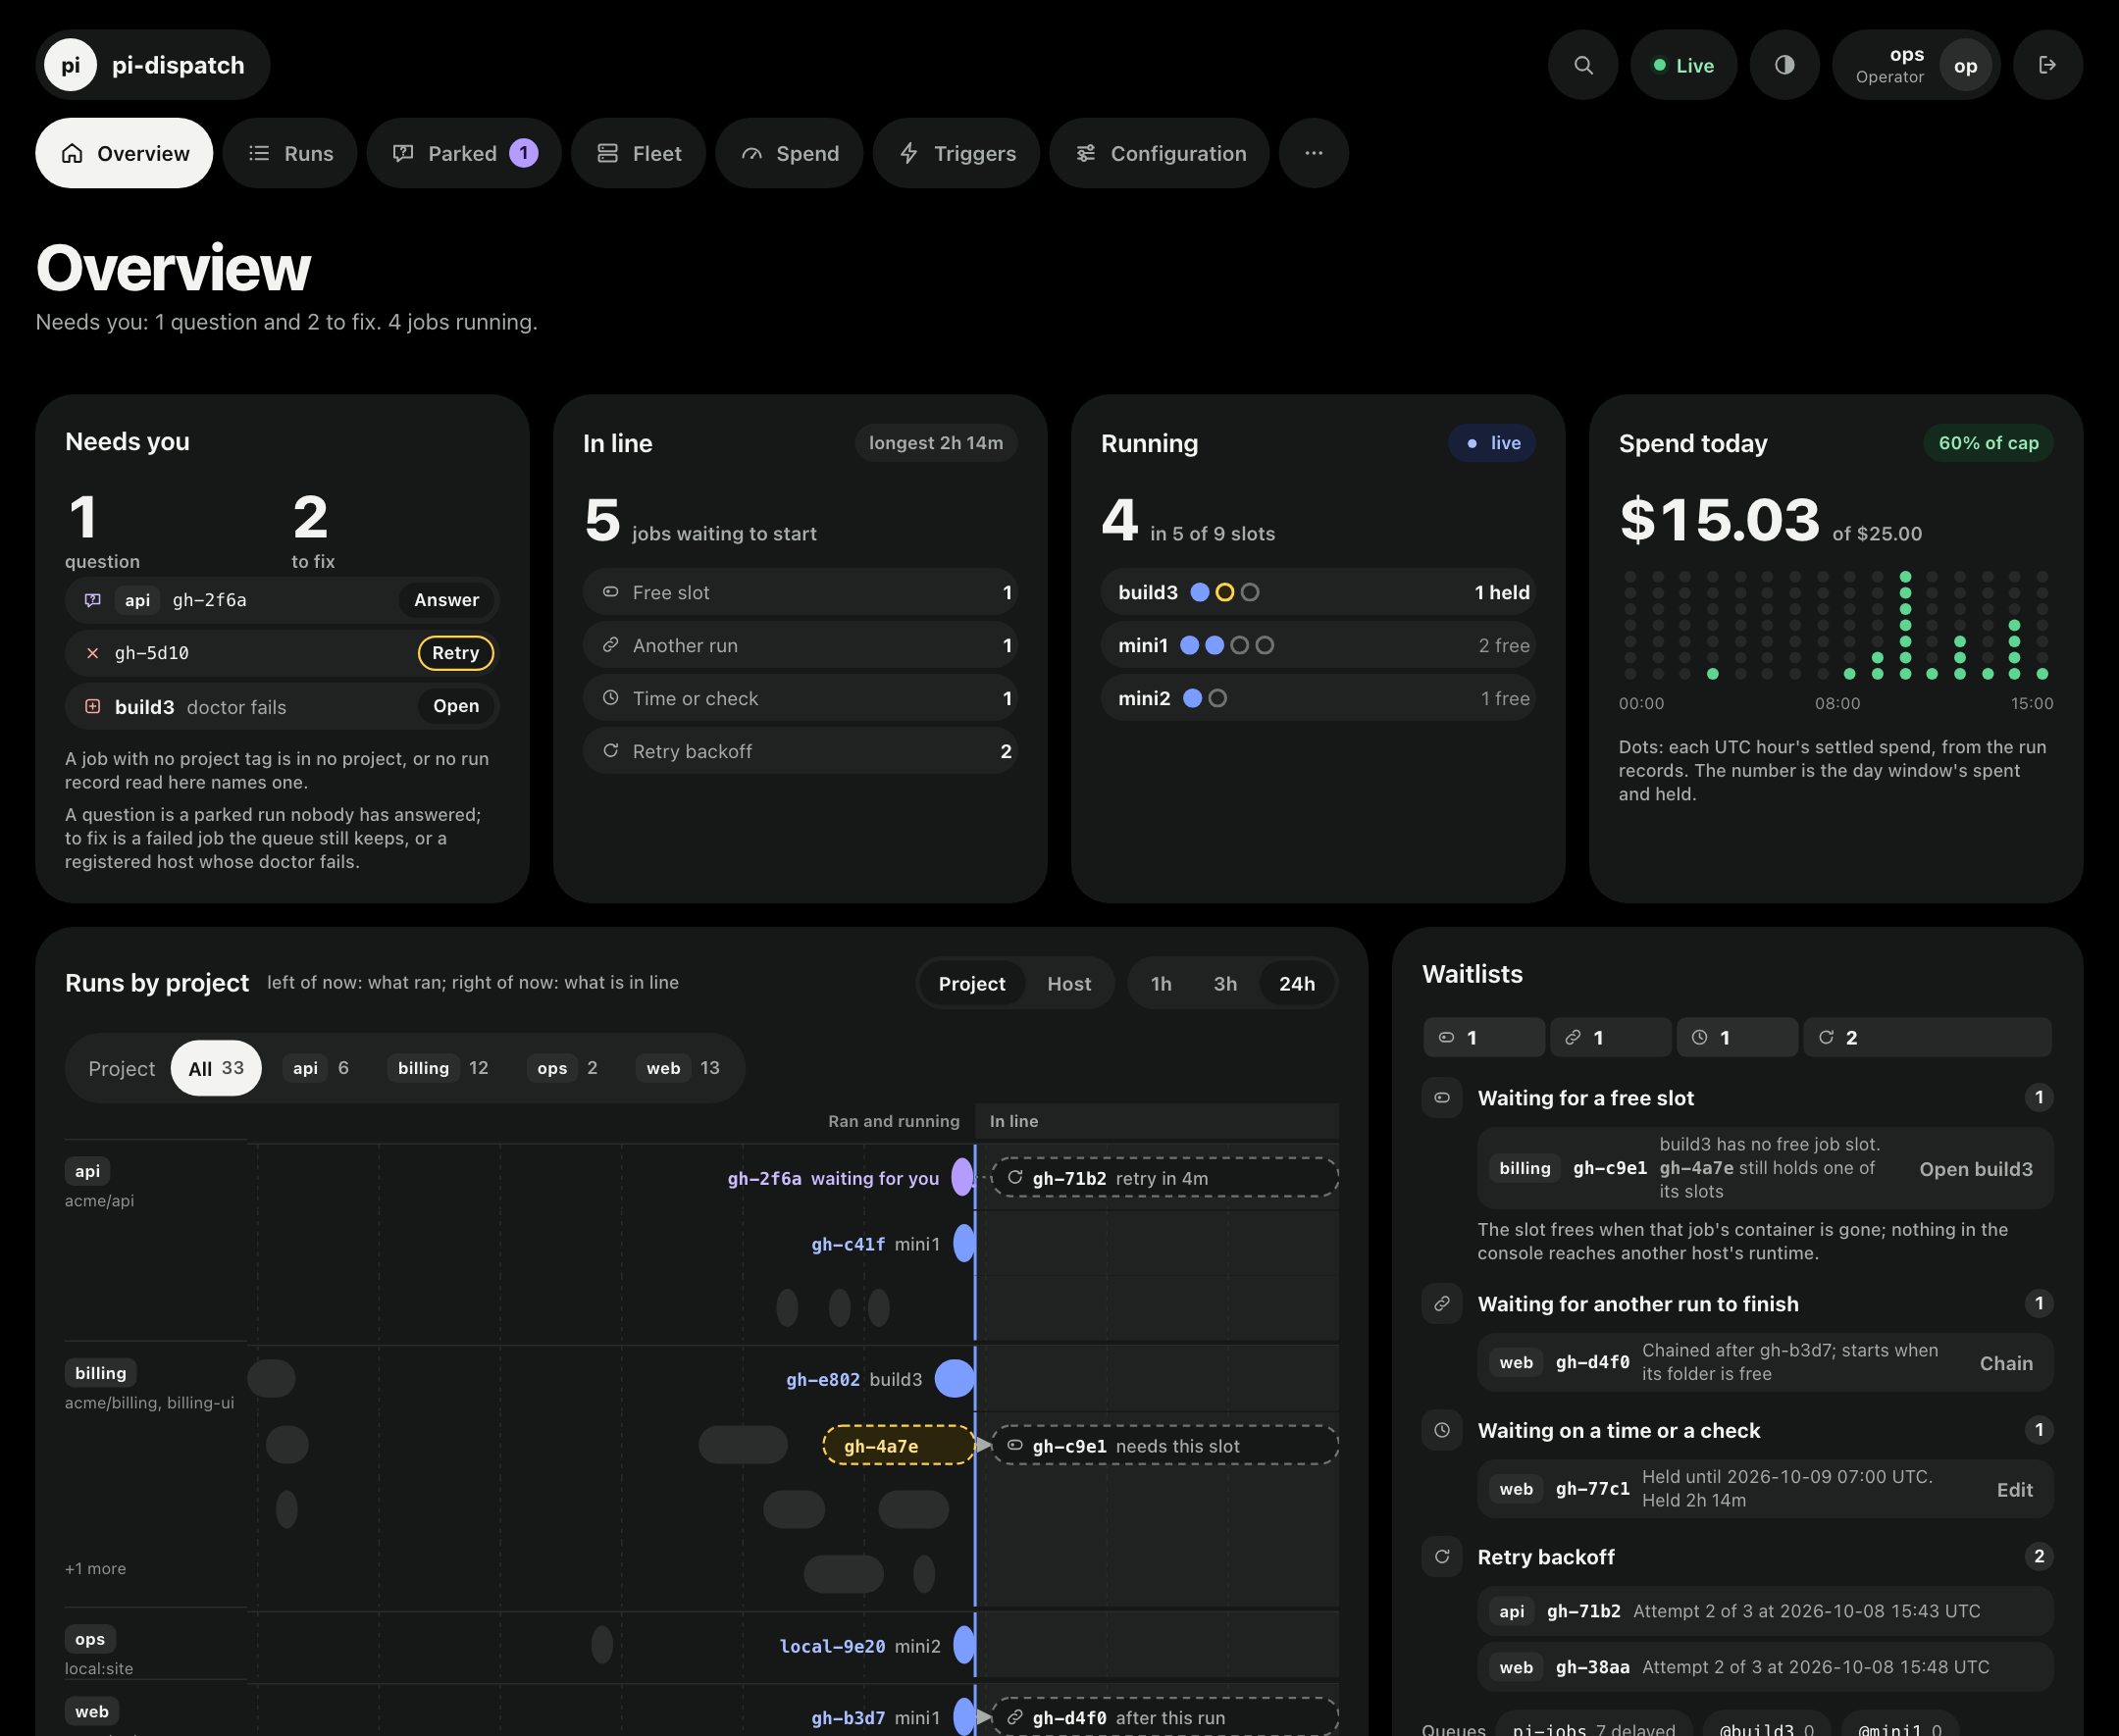 pi pi-dispatch
Live
ops
Operator
op
Overview Runs Parked 1 Fleet Spend Triggers Configuration ...
Overview
Needs you: 1 question and 2 to fix. 4 jobs running.
Needs you
1 2
question to fix
api gh-2f6a Answer
gh-5d10 Retry
build3 doctor fails Open
A job with no project tag is in no project, or no run
record read here names one.
A question is a parked run nobody has answered;
to fix is a failed job the queue still keeps, or a
registered host whose doctor fails.
In line longest 2h 14m
5 jobs waiting to start
Free slot 1
Another run 1
Time or check 1
Retry backoff 2
Running live
4 in 5 of 9 slots
build3 1 held
mini1 2 free
mini2 1 free
Spend today 60% of cap
$15.03 of $25.00
00:00 08:00 15:00
Dots: each UTC hour's settled spend, from the run
records. The number is the day window's spent
and held.
Runs by project left of now: what ran; right of now: what is in line Project Host 1h 3h 24h
Project All 33 api 6 billing 12 ops 2 web 13
Ran and running In line
api
acme/api
gh-2f6a waiting for you gh-71b2 retry in 4m
gh-c41f mini1
billing
acme/billing, billing-ui
gh-e802 build3
gh-4a7e gh-c9e1 needs this slot
+1 more
ops
local:site
local-9e20 mini2
web
gh-b3d7 mini1 gh-d4f0 after this run
Waitlists
1 1 1 2
Waiting for a free slot 1
billing gh-c9e1 build3 has no free job slot.
gh-4a7e still holds one of
its slots
Open build3
The slot frees when that job's container is gone; nothing in the
console reaches another host's runtime.
Waiting for another run to finish 1
web gh-d4f0 Chained after gh-b3d7; starts when
its folder is free
Chain
Waiting on a time or a check 1
web gh-77c1 Held until 2026-10-09 07:00 UTC.
Held 2h 14m
Edit
Retry backoff 2
api gh-71b2 Attempt 2 of 3 at 2026-10-08 15:43 UTC
web gh-38aa Attempt 2 of 3 at 2026-10-08 15:48 UTC
Queues pi-jobs 7 delayed @build3 0 @mini1 0